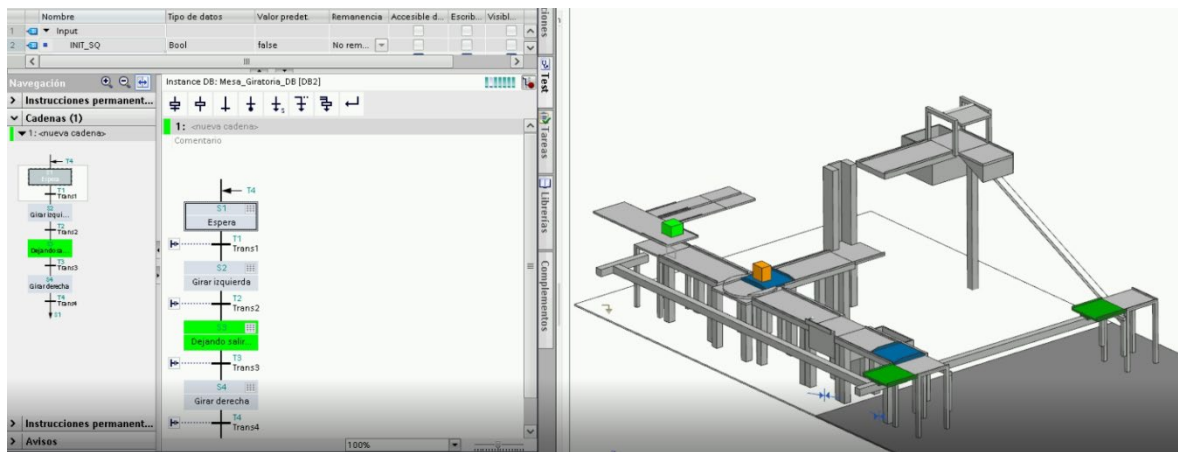 Nombre Tipo de datos Valor predet. Remanencia Accesible d... Escrib... Visibl...
1 Input
2 INIT_SQ Bool false No rem...
Navegación
Instrucciones permanent...
Cadenas (1)
1: <nueva cadena>
T4
S1
Espera
T1
Trans1
S2
Girar izqui...
T2
Trans2
Dejando sa...
T3
Trans3
S4
Girar derecha
T4
Trans4
S1
Instrucciones permanent...
Avisos
Instance DB: Mesa_Giratoria_DB [DB2]
1: <nueva cadena>
Comentario
T4
S1
Espera
T1
Trans1
S2
Girar izquierda
T2
Trans2
S3
Dejando salir...
T3
Trans3
S4
Girar derecha
T4
Trans4
100%
ciones
Test
Tareas
Librerías
Complementos